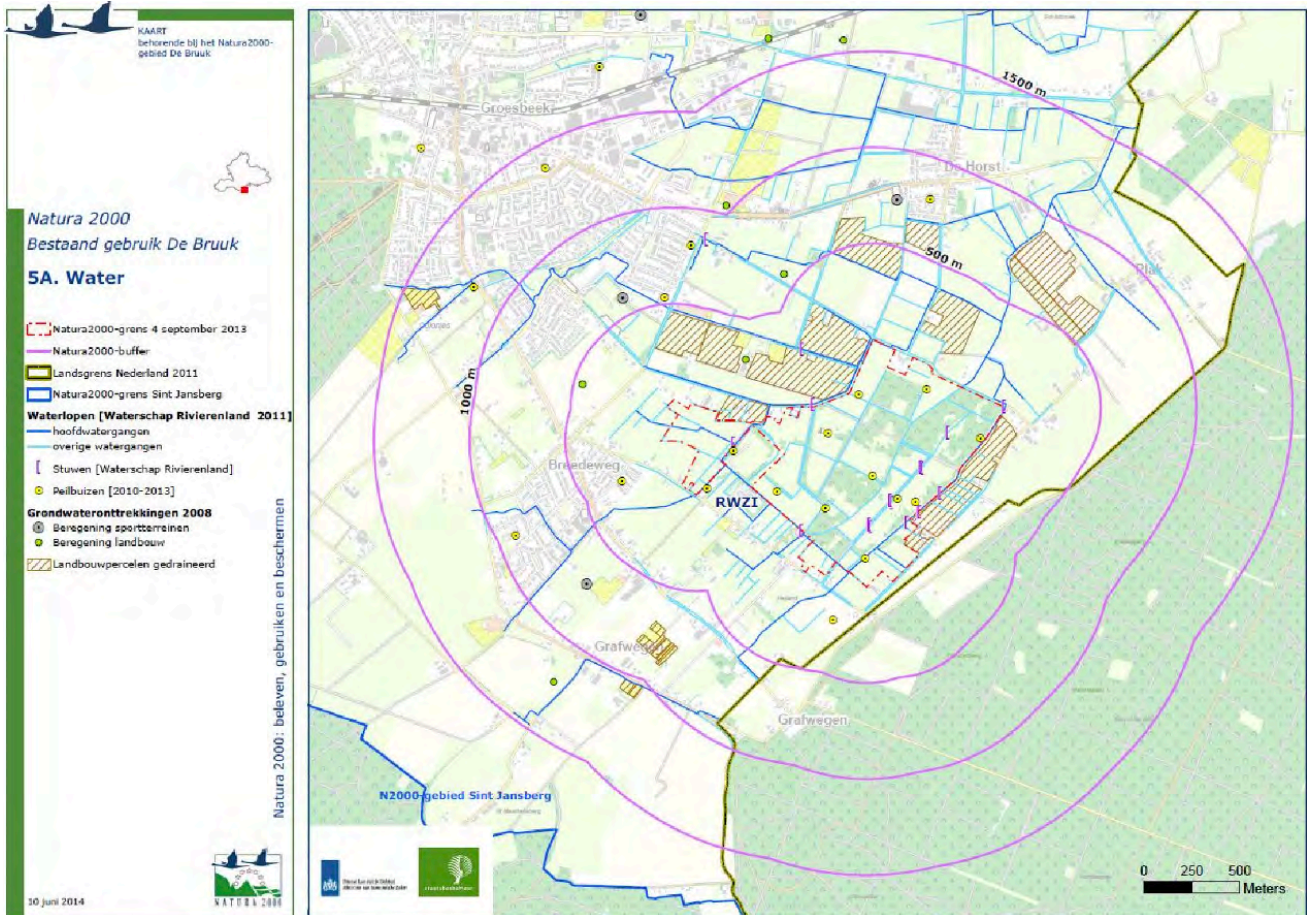 KAART
behorende bij het Natura2000-
gebied De Bruuk
Natura 2000
Bestaand gebruik De Bruuk
5A. Water
Natura2000-grens 4 september 2013
Natura2000-buffer
Landsgrens Nederland 2011
Natura2000-grens Sint Jansberg
Waterlopen [Waterschap Rivierenland 2011]
hoofdwatergangen
overige watergangen
Stuwen [Waterschap Rivierenland]
Peilbuizen [2010-2013]
Grondwateronttrekkingen 2008
Beregening sportterreinen
Beregening landbouw
Landbouwpercelen gedraineerd
Natura 2000: beleven, gebruiken en beschermen
NATURA 2000
10 juni 2014
1500 m
Groesbeek
De Horst
500 m
Plak
1000 m
Breedeweg
RWZI
Grafwegen
Grafwegen
N2000-gebied Sint Jansberg
0 250 500
Meters